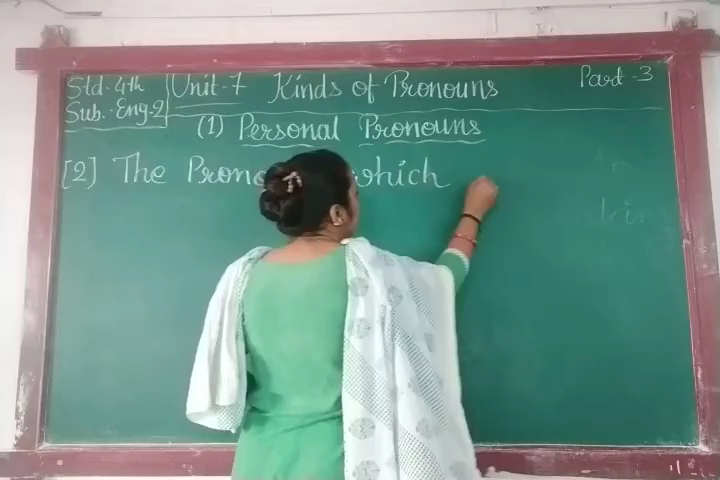 Std. 4th
Sub. Eng-2
Unit-7 Kinds of Pronouns
Part-3
(1) Personal Pronouns
[2] The which